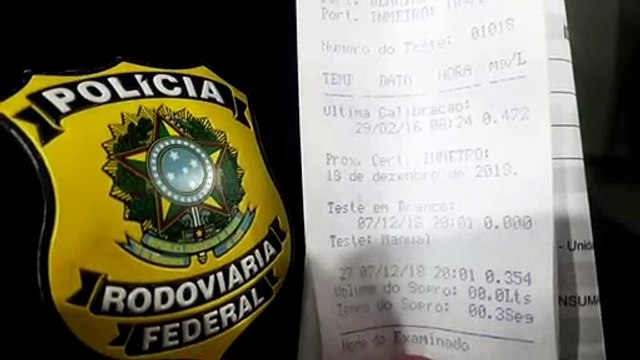 POLÍCIA
RODOVIÁRIA
FEDERAL
Port. INMETRO:
Numero do Teste: 01018
TEMP DATA HORA mg/L
Ultima Calibracao:
29/02/16 08:24 0.472
Prox. Cert. INMETRO:
19 de dezembro de 2018.
Teste em Branco:
07/12/18 20:01 0.000
Teste: Manual
27 07/12/18 20:01 0.354
Volume do Sopro: 00.0Lts
Tempo do Sopro: 00.3Seg
Nome do Examinado